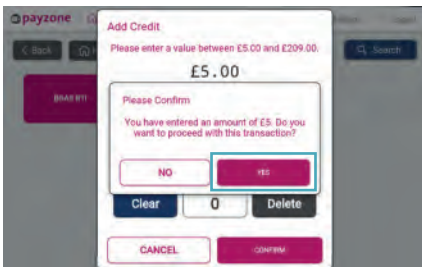 payzone
Add Credit
< Back
Search
Please enter a value between £5.00 and £209.00.
£5.00
Please Confirm
You have entered an amount of £5. Do you
want to proceed with this transaction?
NO
YES
Clear
0
Delete
CANCEL
CONFIRM